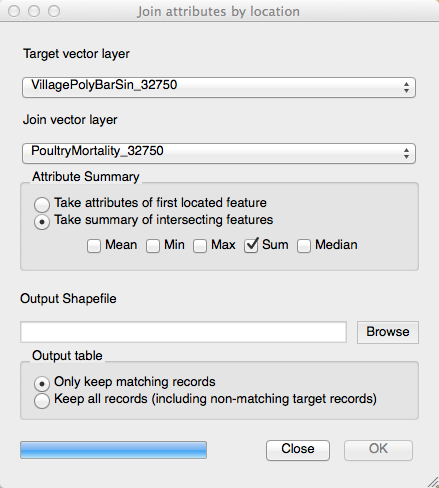 Join attributes by location
Target vector layer
VillagePolyBarSin_32750
Join vector layer
PoultryMortality_32750
Attribute Summary
Take attributes of first located feature
Take summary of intersecting features
Mean Min Max Sum Median
Output Shapefile
Browse
Output table
Only keep matching records
Keep all records (including non-matching target records)
Close OK